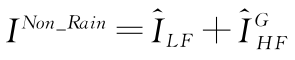 I^{Non\_Rain} = \hat{I}_{LF} + \hat{I}_{HF}^{G}